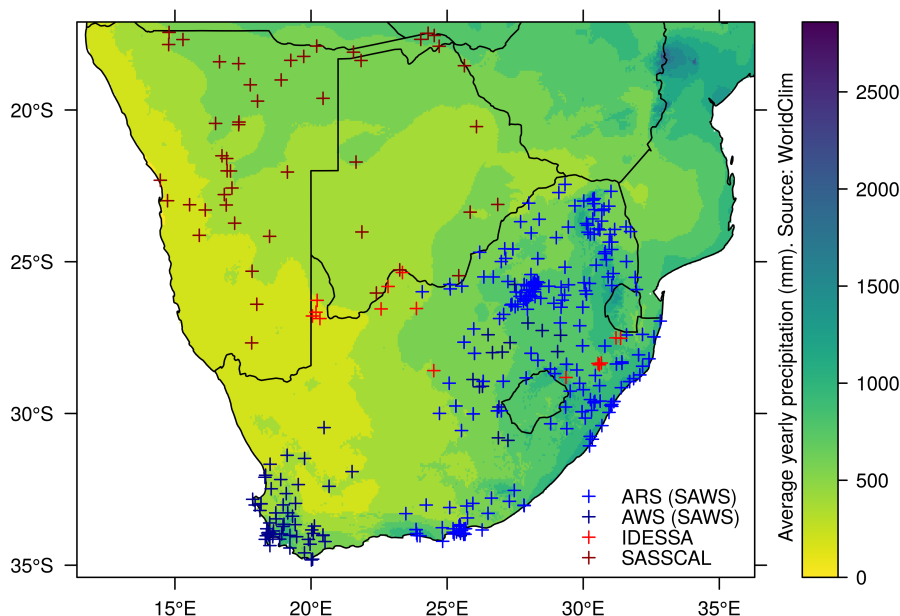 20°S
25°S
30°S
35°S
15°E
20°E
25°E
30°E
35°E
ARS (SAWS)
AWS (SAWS)
IDESSA
SASSCAL
Average yearly precipitation (mm). Source: WorldClim
2500
2000
1500
1000
500
0